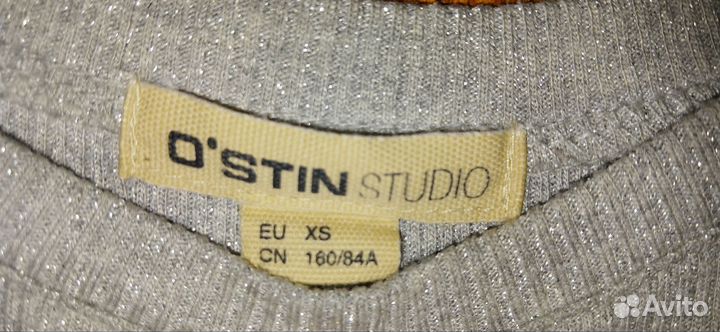 O'STIN STUDIO
EU XS
CN 160/84A
Avito